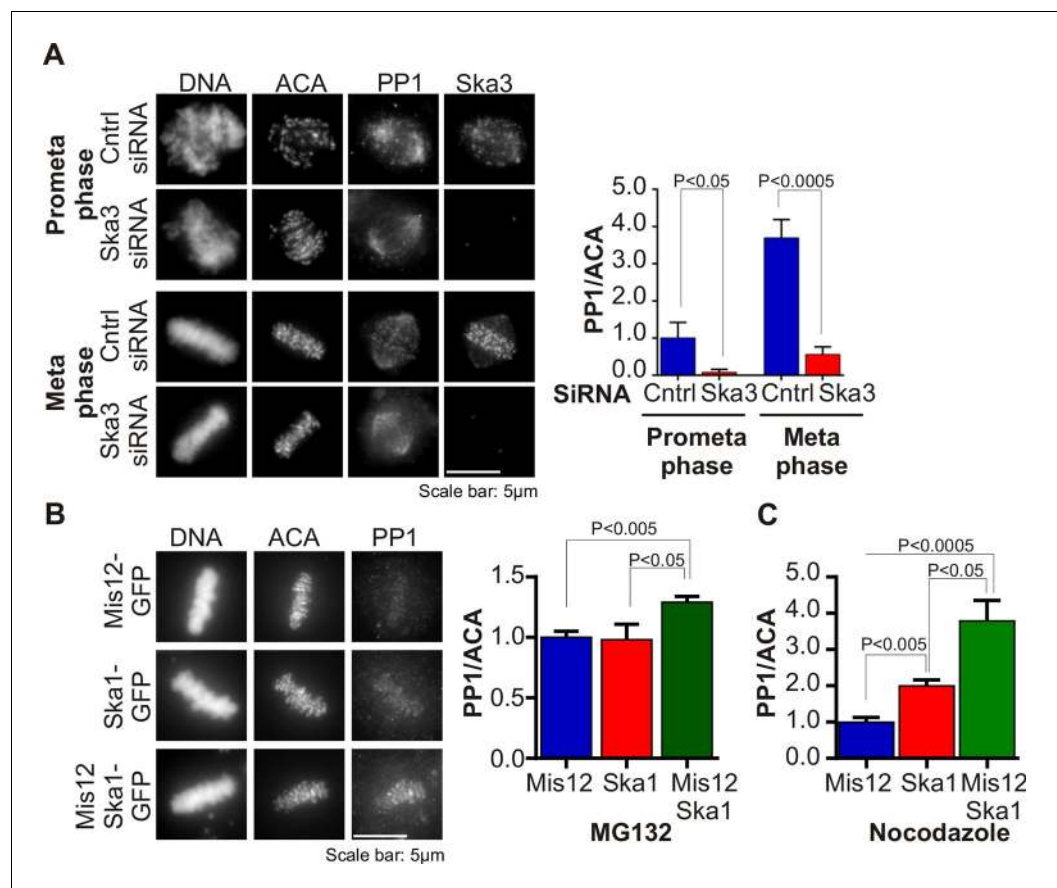 A
DNA ACA PP1 Ska3
Prometa
phase
Cntrl
siRNA
Ska3
siRNA
Meta
phase
Cntrl
siRNA
Ska3
siRNA
Scale bar: 5µm
P<0.05 P<0.0005
5.0
4.0
3.0
2.0
1.0
0.0
PP1/ACA
SiRNA Cntrl Ska3 Cntrl Ska3
Prometa
phase
Meta
phase
B
DNA ACA PP1
Mis12-
GFP
Ska1-
GFP
Mis12
Ska1-
GFP
Scale bar: 5µm
P<0.005
P<0.05
1.5
1.0
0.5
0.0
PP1/ACA
Mis12 Ska1 Mis12
Ska1
MG132
C
P<0.0005
P<0.05
P<0.005
5.0
4.0
3.0
2.0
1.0
0.0
PP1/ACA
Mis12 Ska1 Mis12
Ska1
Nocodazole